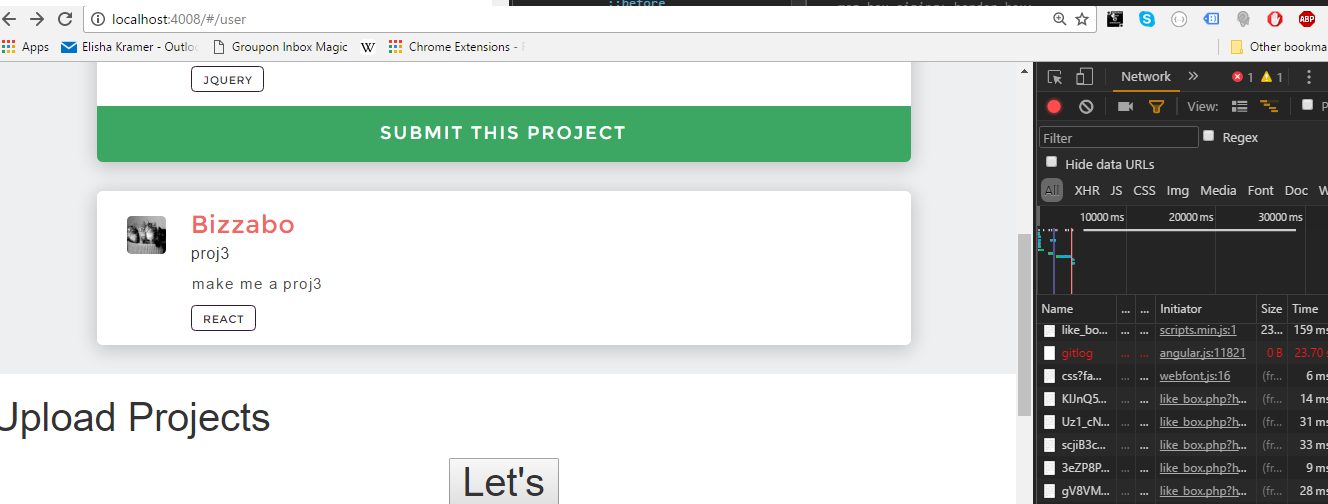 ::before
localhost:4008/#/user
ABP
Apps
Elisha Kramer - Outlo
Groupon Inbox Magic
W
Chrome Extensions -
Other bookma
JQUERY
SUBMIT THIS PROJECT
Bizzabo
proj3
make me a proj3
REACT
Upload Projects
Let's
Network
1
1
View:
Filter
Regex
Hide data URLs
All XHR JS CSS Img Media Font Doc W
10000 ms 20000 ms 30000 ms
Name ... ... Initiator Size Time
like_bo... ... ... scripts.min.js:1 23... 159 ms
gitlog ... ... angular.js:11821 0 B 23.70
css?fa... ... ... webfont.js:16 (fr... 6 ms
KlJnQ5... ... ... like_box.php?h... (fr... 14 ms
Uz1_cN... ... ... like_box.php?h... (fr... 31 ms
scjiB3c... ... ... like_box.php?h... (fr... 33 ms
3eZP8P... ... ... like_box.php?h... (fr... 9 ms
gV8VM... ... ... like_box.php?h... (fr... 28 ms